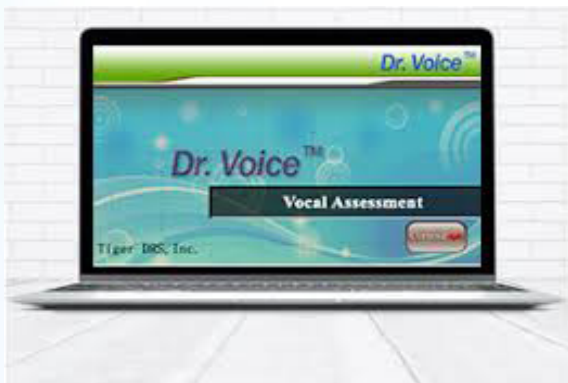 Dr. Voice™
Dr. Voice™
Vocal Assessment
Tiger DRS, Inc.